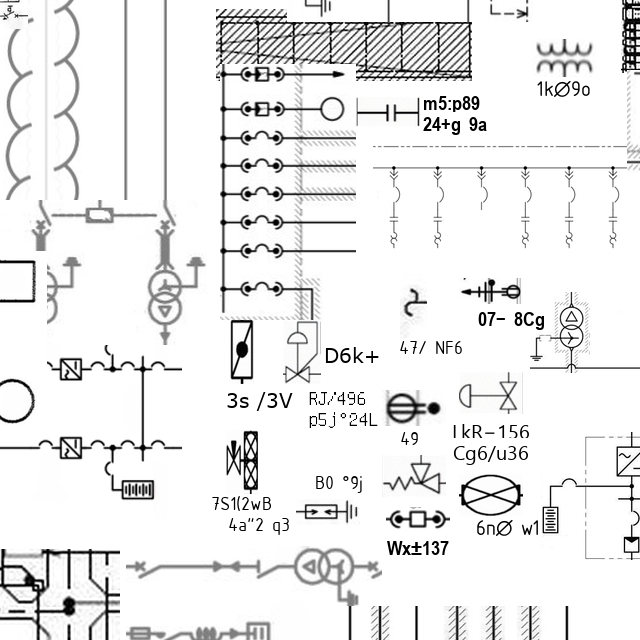 1kØ9o
m5:p89
24+g 9a
07- 8Cg
47/ NF6
D6k+
3s /3V
RJ/496
p5j°24L
49
LkR-156
Cg6/u36
B0 °9j
7S1(2wB
4a"2 q3
6nØ w1
Wx±137